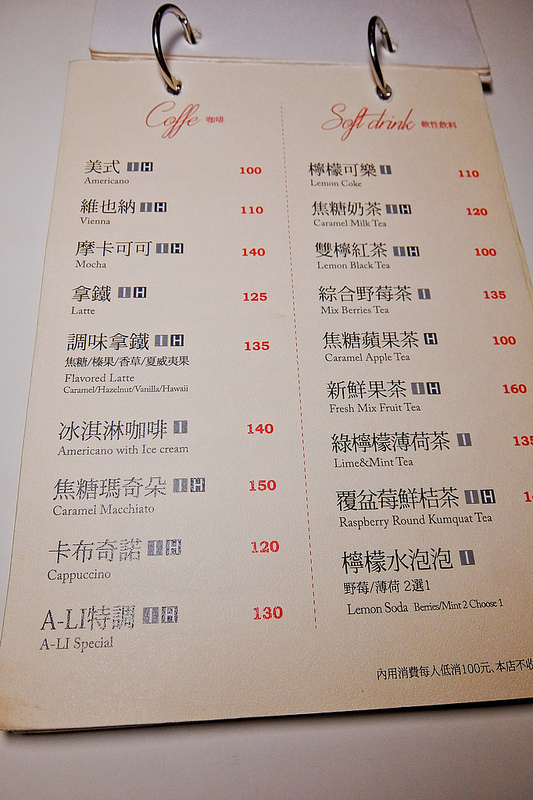 Coffe 咖啡
美式 I H 100
Americano
維也納 I H 110
Vienna
摩卡可可 I H 140
Mocha
拿鐵 I H 125
Latte
調味拿鐵 I H 135
焦糖/榛果/香草/夏威夷果
Flavored Latte
Caramel/Hazelnut/Vanilla/Hawaii
冰淇淋咖啡 I 140
Americano with Ice cream
焦糖瑪奇朵 I H 150
Caramel Macchiato
卡布奇諾 I H 120
Cappuccino
A-LI特調 I H 130
A-LI Special
Soft drink 軟性飲料
檸檬可樂 I 110
Lemon Coke
焦糖奶茶 I H 120
Caramel Milk Tea
雙檸紅茶 I H 100
Lemon Black Tea
綜合野莓茶 I 135
Mix Berries Tea
焦糖蘋果茶 H 100
Caramel Apple Tea
新鮮果茶 I H 160
Fresh Mix Fruit Tea
綠檸檬薄荷茶 I 135
Lime&Mint Tea
覆盆莓鮮桔茶 I H
Raspberry Round Kumquat Tea
檸檬水泡泡 I
野莓/薄荷 2選1
Lemon Soda Berries/Mint 2 Choose 1
內用消費每人低消100元、本店不收